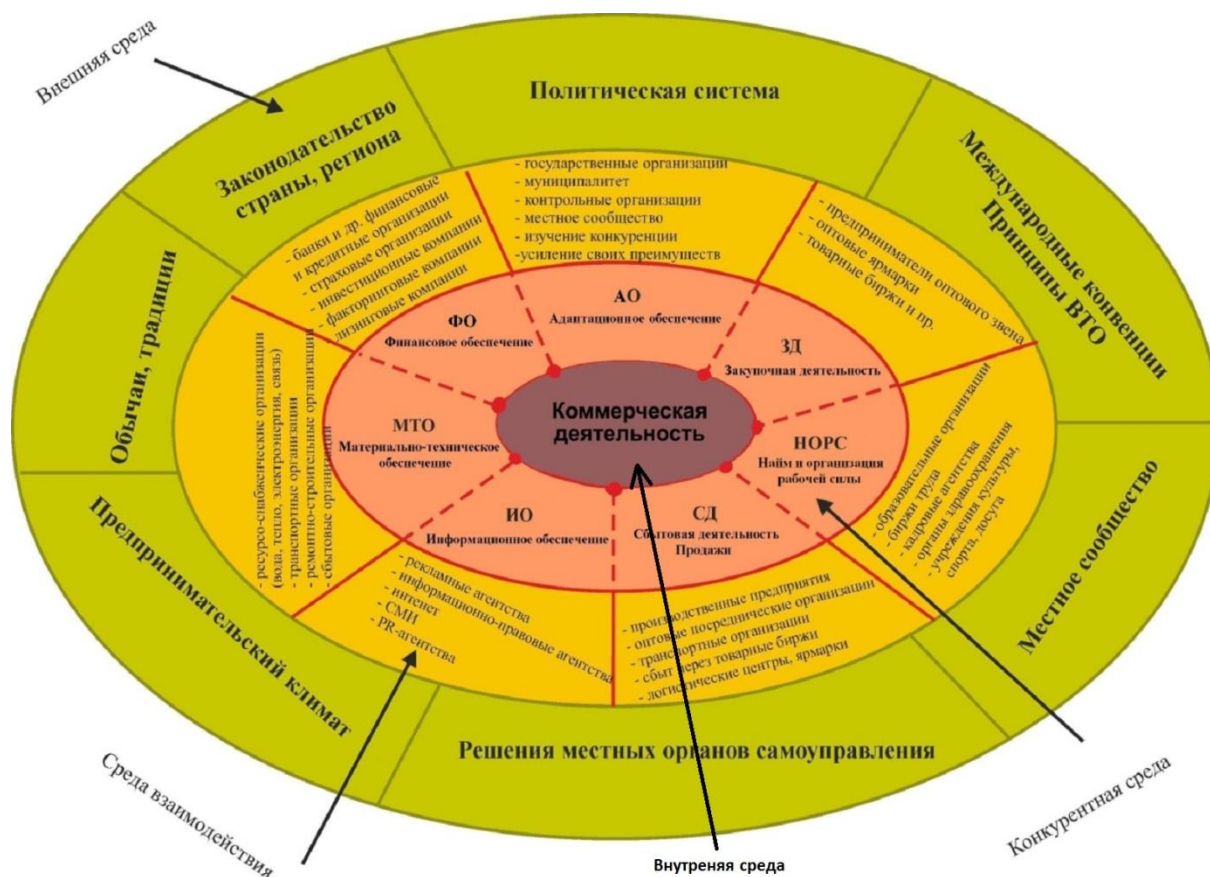 Внешняя среда
Законодательство
страны, региона
Политическая система
Международные конвенции
Принципы ВТО
Обычаи, традиции
Предпринимательский климат
Решения местных органов самоуправления
Местное сообщество
- банки и др. финансовые
и кредитные организации
- страховые организации
- инвестиционные компании
- факторинговые компании
- лизинговые компании
- государственные организации
- муниципалитет
- контрольные организации
- местное сообщество
- изучение конкуренции
-усиление своих преимуществ
- предприниматели оптового звена
- оптовые ярмарки
- товарные биржи и пр.
- ресурсо-снабженческие организации
(вода, тепло, электроэнергия, связь)
- транспортные организации
- ремонтно-строительные организации
- сбытовые организации
- образовательные организации
- биржи труда
- кадровые агентства
- органы здравоохранения
- учреждения культуры,
спорта, досуга
- рекламные агентства
- информационно-правовые агентства
- интенет
- СМИ
- PR-агентства
- производственные предприятия
- оптовые посреднические организации
- транспортные организации
- сбыт через товарные биржи
- логистические центры, ярмарки
ФО
Финансовое обеспечение
АО
Адаптационное обеспечение
ЗД
Закупочная деятельность
МТО
Материально-техническое
обеспечение
Коммерческая
деятельность
НОРС
Найм и организация
рабочей силы
ИО
Информационное обеспечение
СД
Сбытовая деятельность
Продажи
Среда взаимодействия
Внутреняя среда
Конкурентная среда